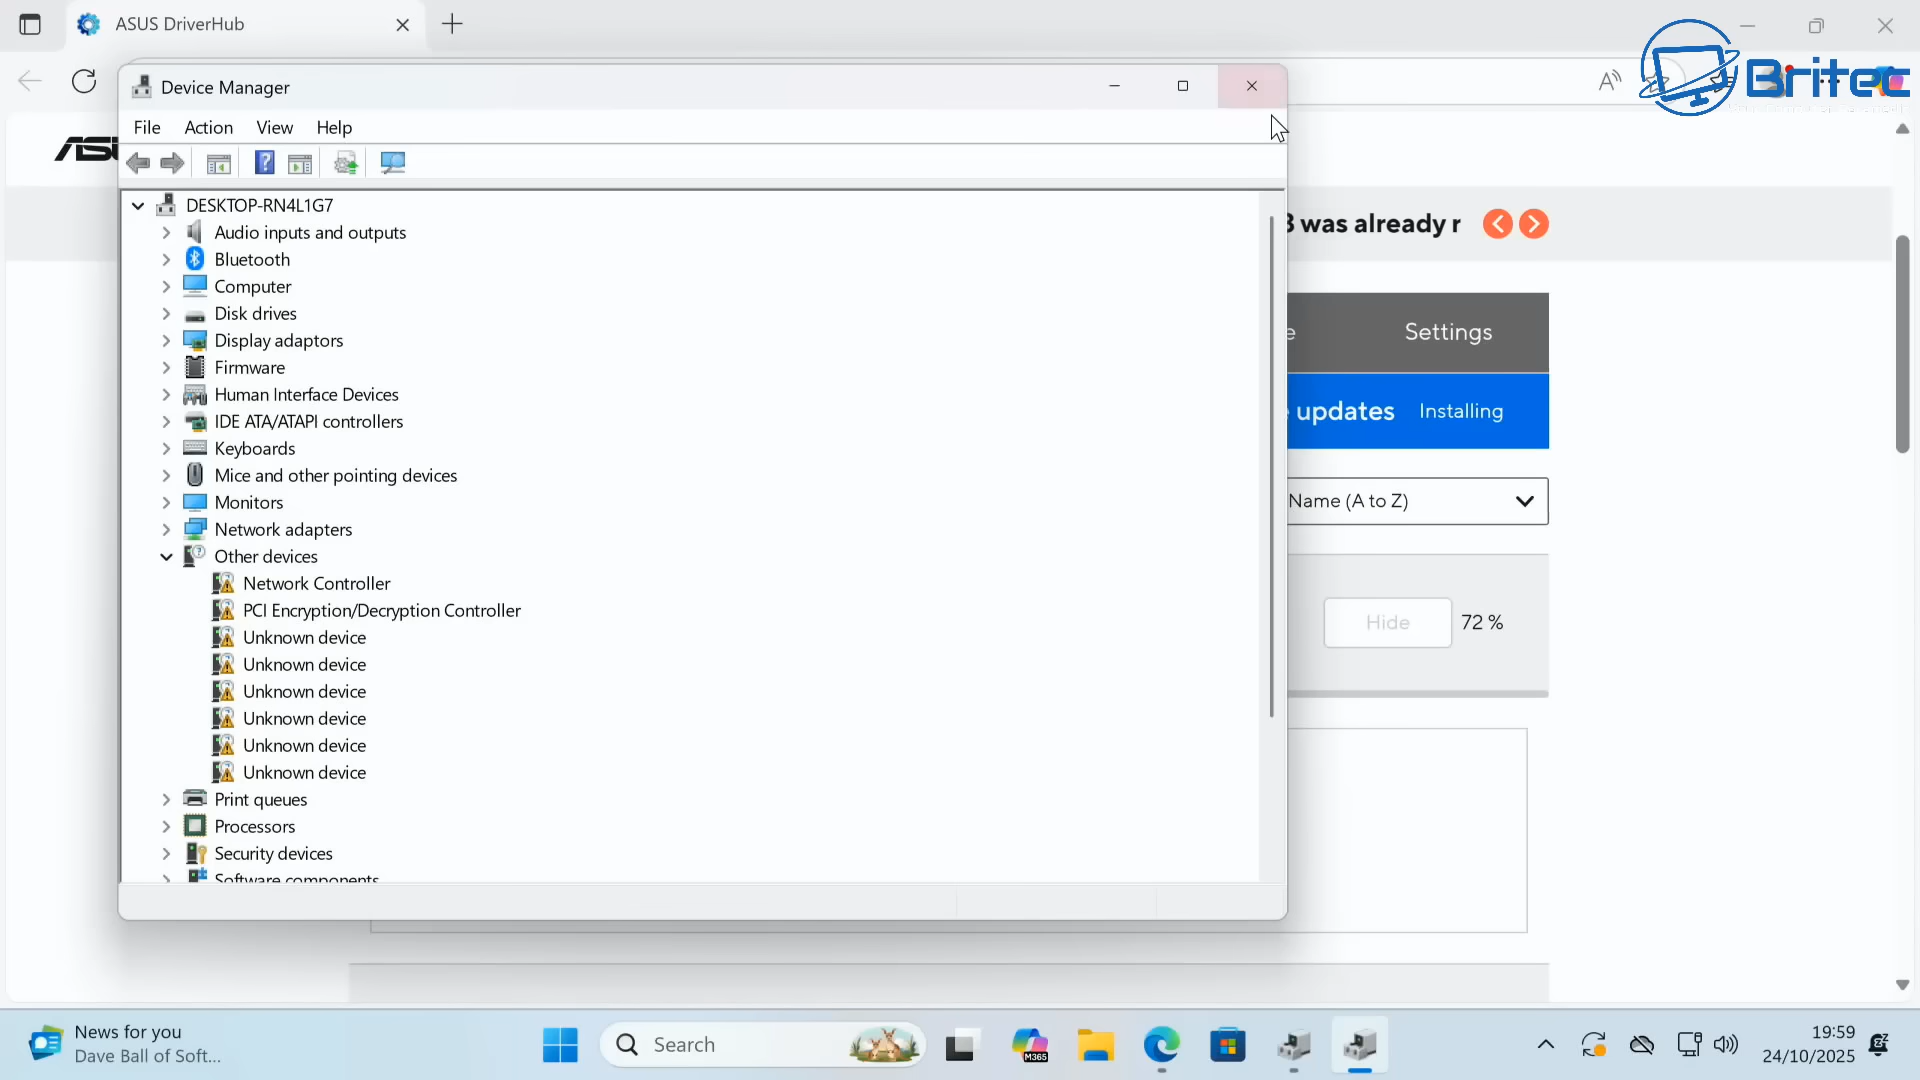 ASUS DriverHub
Britec
Device Manager
File Action View Help
DESKTOP-RN4L1G7
Audio inputs and outputs
Bluetooth
Computer
Disk drives
Display adaptors
Firmware
Human Interface Devices
IDE ATA/ATAPI controllers
Keyboards
Mice and other pointing devices
Monitors
Network adapters
Other devices
Network Controller
PCI Encryption/Decryption Controller
Unknown device
Unknown device
Unknown device
Unknown device
Unknown device
Unknown device
Print queues
Processors
Security devices
Software components
was already r
Settings
updates Installing
Name (A to Z)
Hide 72 %
News for you
Dave Ball of Soft...
Search
M365
19:59
24/10/2025